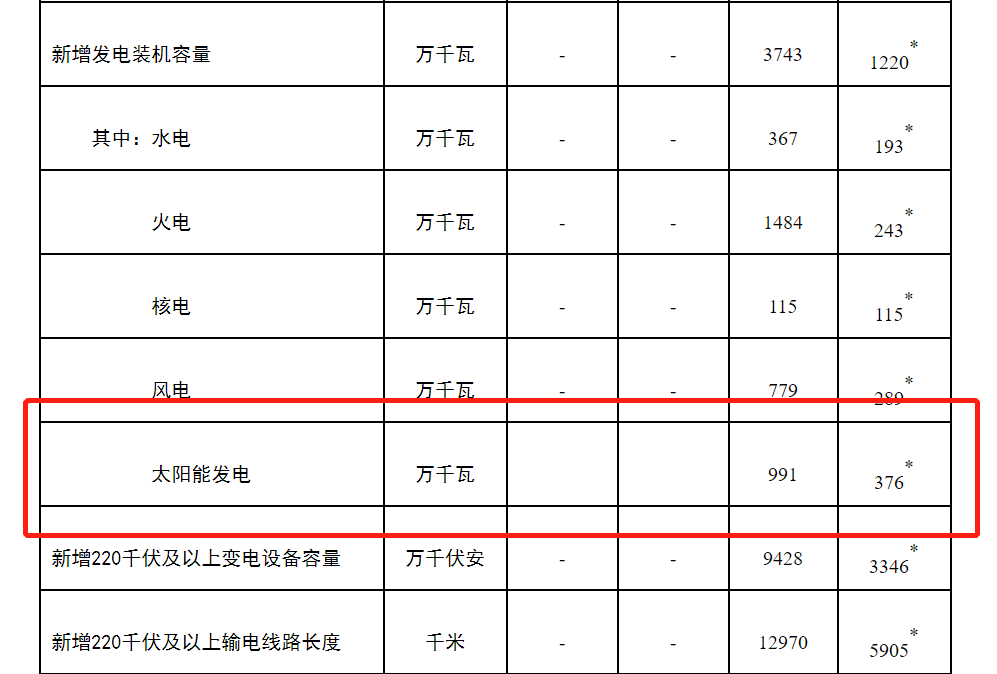 新增发电装机容量 万千瓦 - - 3743 1220*
其中：水电 万千瓦 - - 367 193*
火电 万千瓦 - - 1484 243*
核电 万千瓦 - - 115 115*
风电 万千瓦 - - 779 289*
太阳能发电 万千瓦 991 376*
新增220千伏及以上变电设备容量 万千伏安 - - 9428 3346*
新增220千伏及以上输电线路长度 千米 - - 12970 5905*